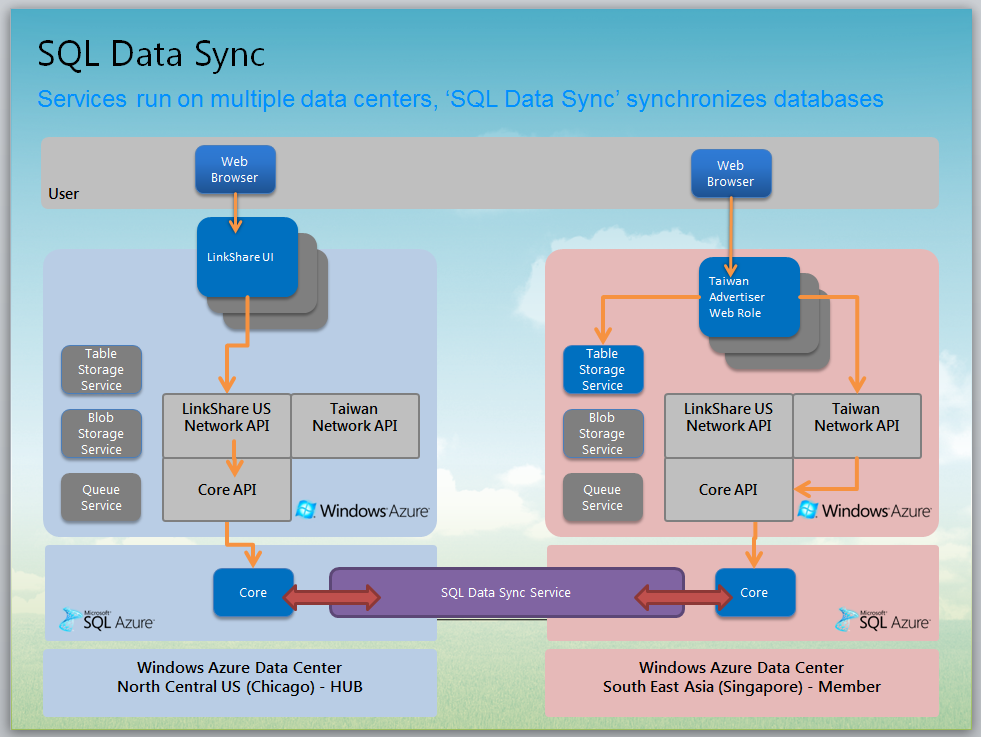 SQL Data Sync
Services run on multiple data centers, ‘SQL Data Sync’ synchronizes databases
User
Web
Browser
Web
Browser
LinkShare UI
Taiwan
Advertiser
Web Role
Table
Storage
Service
Blob
Storage
Service
Queue
Service
LinkShare US
Network API
Taiwan
Network API
Core API
Windows Azure
Table
Storage
Service
Blob
Storage
Service
Queue
Service
LinkShare US
Network API
Taiwan
Network API
Core API
Windows Azure
Core
SQL Data Sync Service
Core
Microsoft
SQL Azure
Microsoft
SQL Azure
Windows Azure Data Center
North Central US (Chicago) - HUB
Windows Azure Data Center
South East Asia (Singapore) - Member